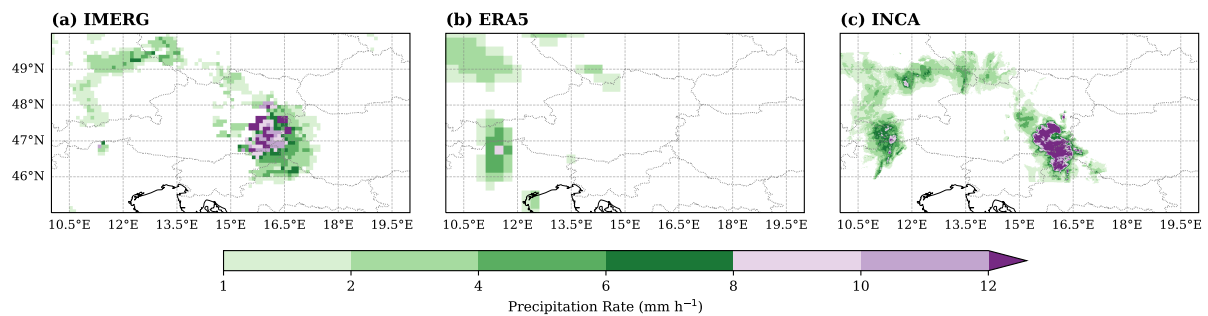 (a) IMERG (b) ERA5 (c) INCA
49°N
48°N
47°N
46°N
10.5°E 12°E 13.5°E 15°E 16.5°E 18°E 19.5°E 10.5°E 12°E 13.5°E 15°E 16.5°E 18°E 19.5°E 10.5°E 12°E 13.5°E 15°E 16.5°E 18°E 19.5°E
1 2 4 6 8 10 12
Precipitation Rate (mm h⁻¹)